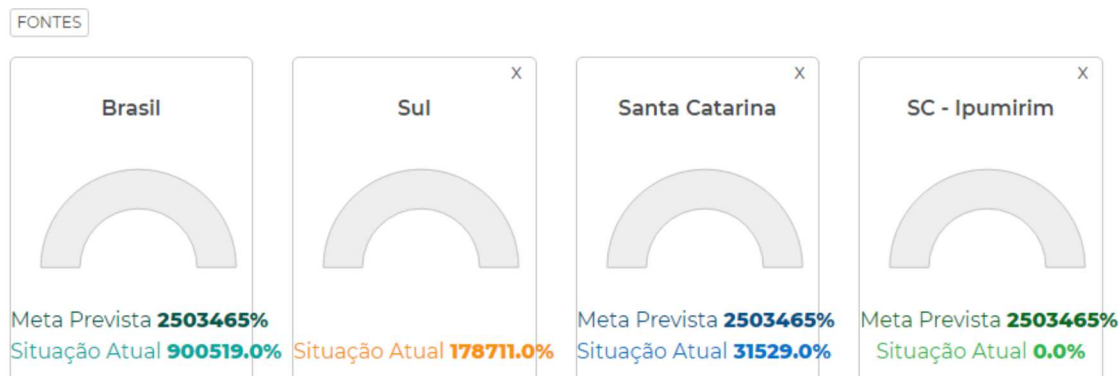 FONTES
X
X
X
Brasil
Sul
Santa Catarina
SC - Ipumirim
Meta Prevista 2503465%
Meta Prevista 2503465%
Meta Prevista 2503465%
Situação Atual 900519.0%
Situação Atual 178711.0%
Situação Atual 31529.0%
Situação Atual 0.0%